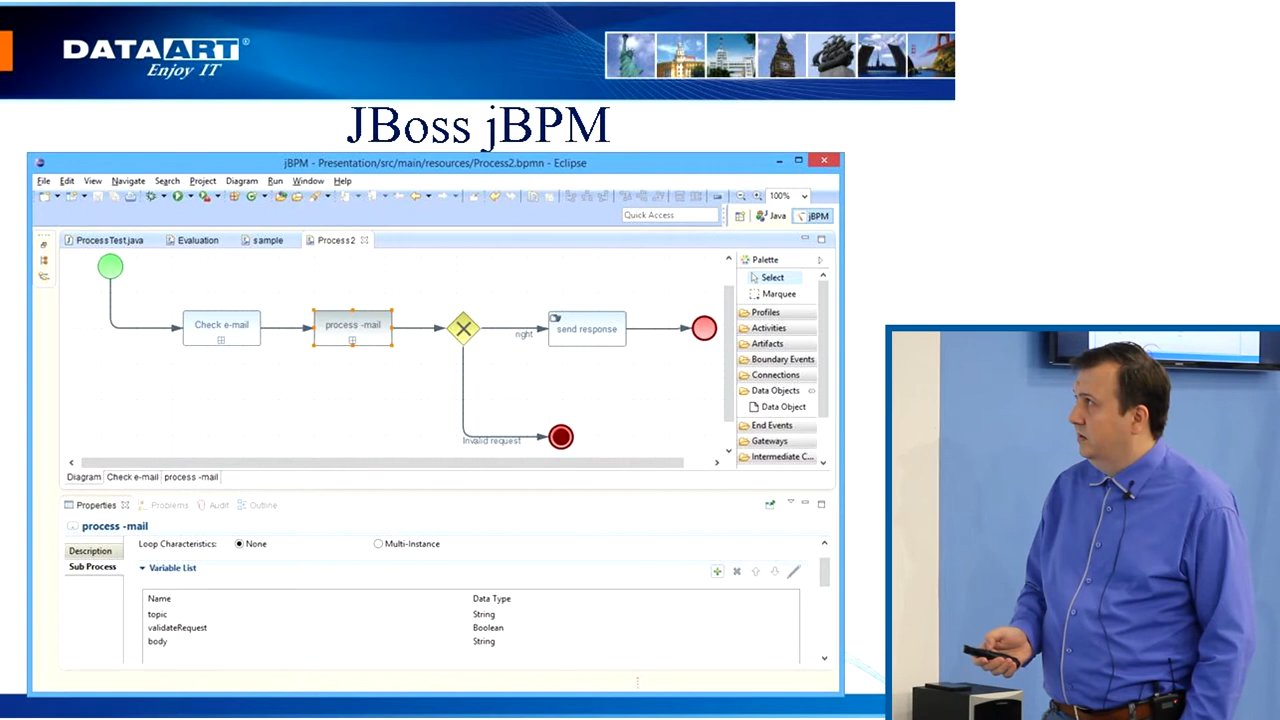 DATAART®
Enjoy IT
JBoss jBPM
jBPM - Presentation/src/main/resources/Process2.bpmn - Eclipse
File Edit View Navigate Search Project Diagram Run Window Help
100%
Quick Access
Java
jBPM
ProcessTest.java
Evaluation
sample
Process2
Palette
Select
Marquee
Profiles
Activities
Artifacts
Boundary Events
Connections
Data Objects
Data Object
End Events
Gateways
Intermediate C...
Check e-mail
process -mail
right
send response
Invalid request
Diagram Check e-mail process -mail
Properties Problems Audit Outline
process -mail
Description
Sub Process
Loop Characteristics: None Multi-Instance
Variable List
Name Data Type
topic String
validateRequest Boolean
body String